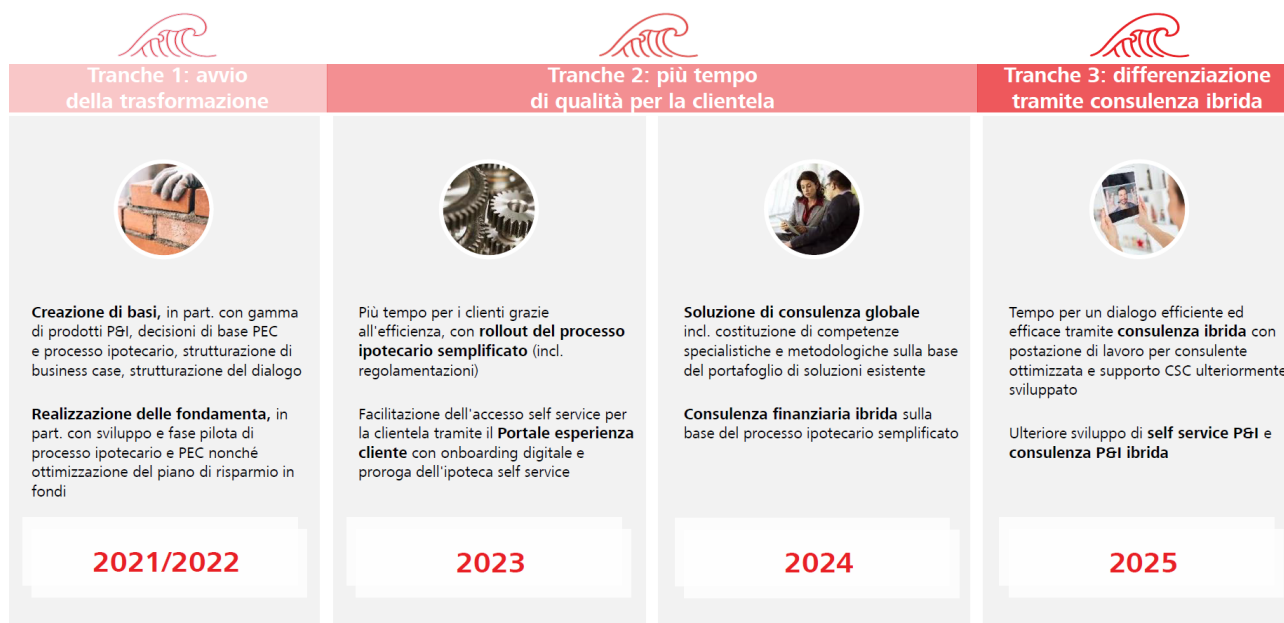 Tranche 1: avvio
della trasformazione
Tranche 2: più tempo
di qualità per la clientela
Tranche 3: differenziazione
tramite consulenza ibrida
Creazione di basi, in part. con gamma
di prodotti P&I, decisioni di base PEC
e processo ipotecario, strutturazione di
business case, strutturazione del dialogo
Realizzazione delle fondamenta, in
part. con sviluppo e fase pilota di
processo ipotecario e PEC nonché
ottimizzazione del piano di risparmio in
fondi
2021/2022
Più tempo per i clienti grazie
all'efficienza, con rollout del processo
ipotecario semplificato (incl.
regolamentazioni)
Facilitazione dell'accesso self service per
la clientela tramite il Portale esperienza
cliente con onboarding digitale e
proroga dell'ipoteca self service
2023
Soluzione di consulenza globale
incl. costituzione di competenze
specialistiche e metodologiche sulla base
del portafoglio di soluzioni esistente
Consulenza finanziaria ibrida sulla
base del processo ipotecario semplificato
2024
Tempo per un dialogo efficiente ed
efficace tramite consulenza ibrida con
postazione di lavoro per consulente
ottimizzata e supporto CSC ulteriormente
sviluppato
Ulteriore sviluppo di self service P&I e
consulenza P&I ibrida
2025